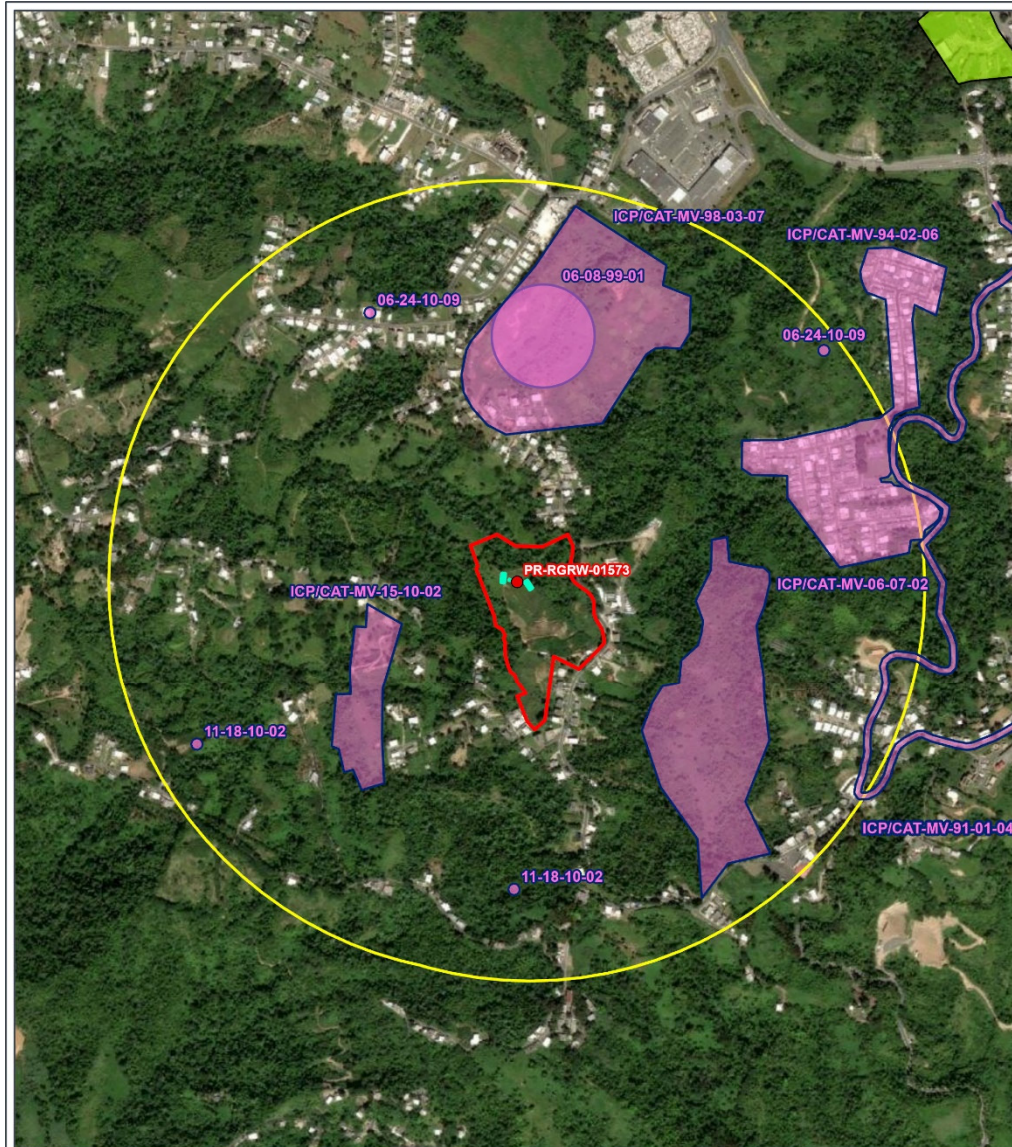 ICP/CAT-MV-98-03-07
ICP/CAT-MV-94-02-06
06-08-99-01
06-24-10-09
06-24-10-09
PR-RGRW-01573
ICP/CAT-MV-15-10-02
ICP/CAT-MV-06-07-02
11-18-10-02
ICP/CAT-MV-91-01-04
11-18-10-02